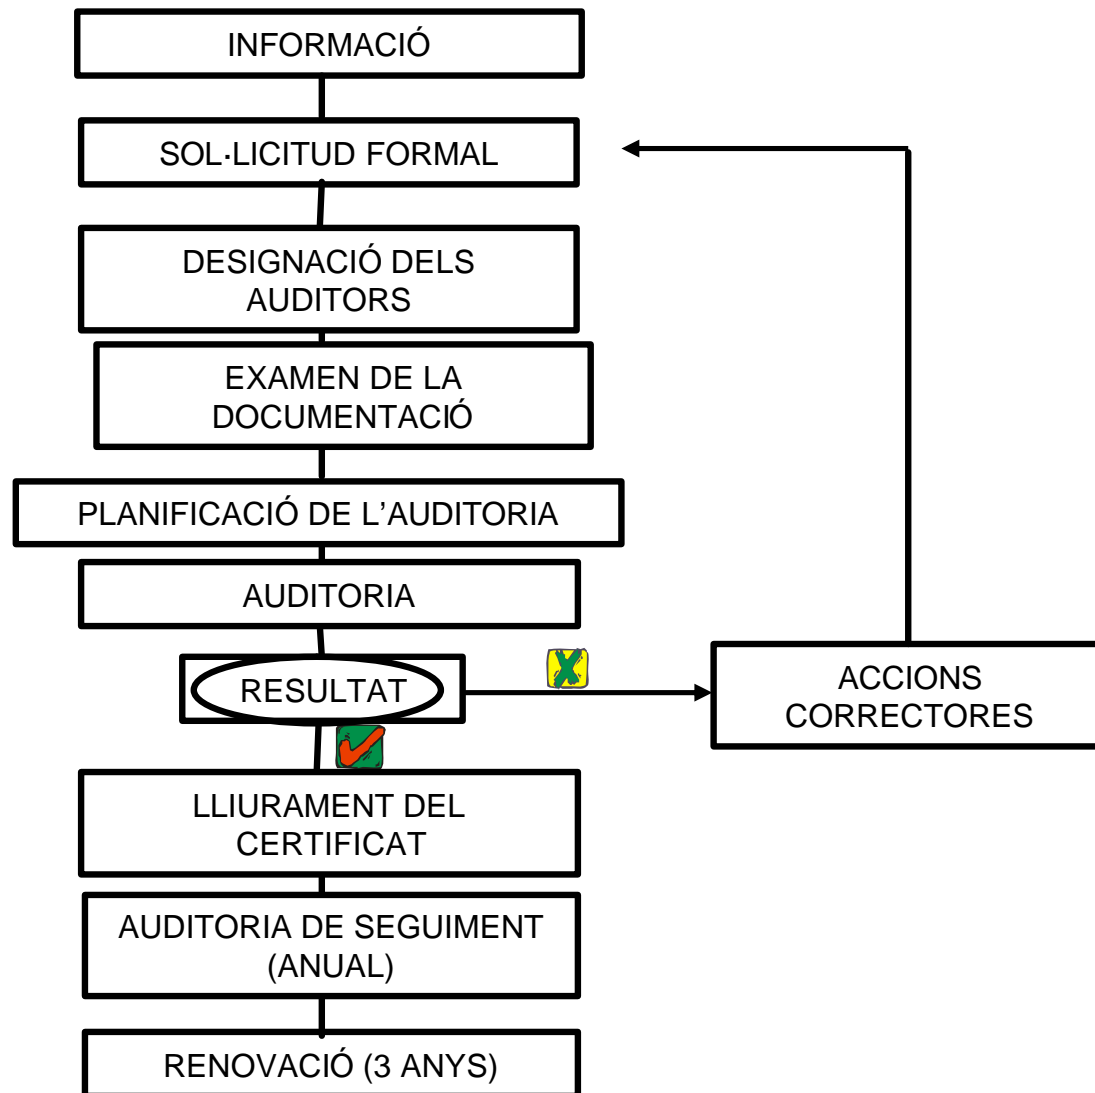 INFORMACIÓ
SOL·LICITUD FORMAL
DESIGNACIÓ DELS
AUDITORS
EXAMEN DE LA
DOCUMENTACIÓ
PLANIFICACIÓ DE L’AUDITORIA
AUDITORIA
RESULTAT
ACCIONS
CORRECTORES
LLIURAMENT DEL
CERTIFICAT
AUDITORIA DE SEGUIMENT
(ANUAL)
RENOVACIÓ (3 ANYS)